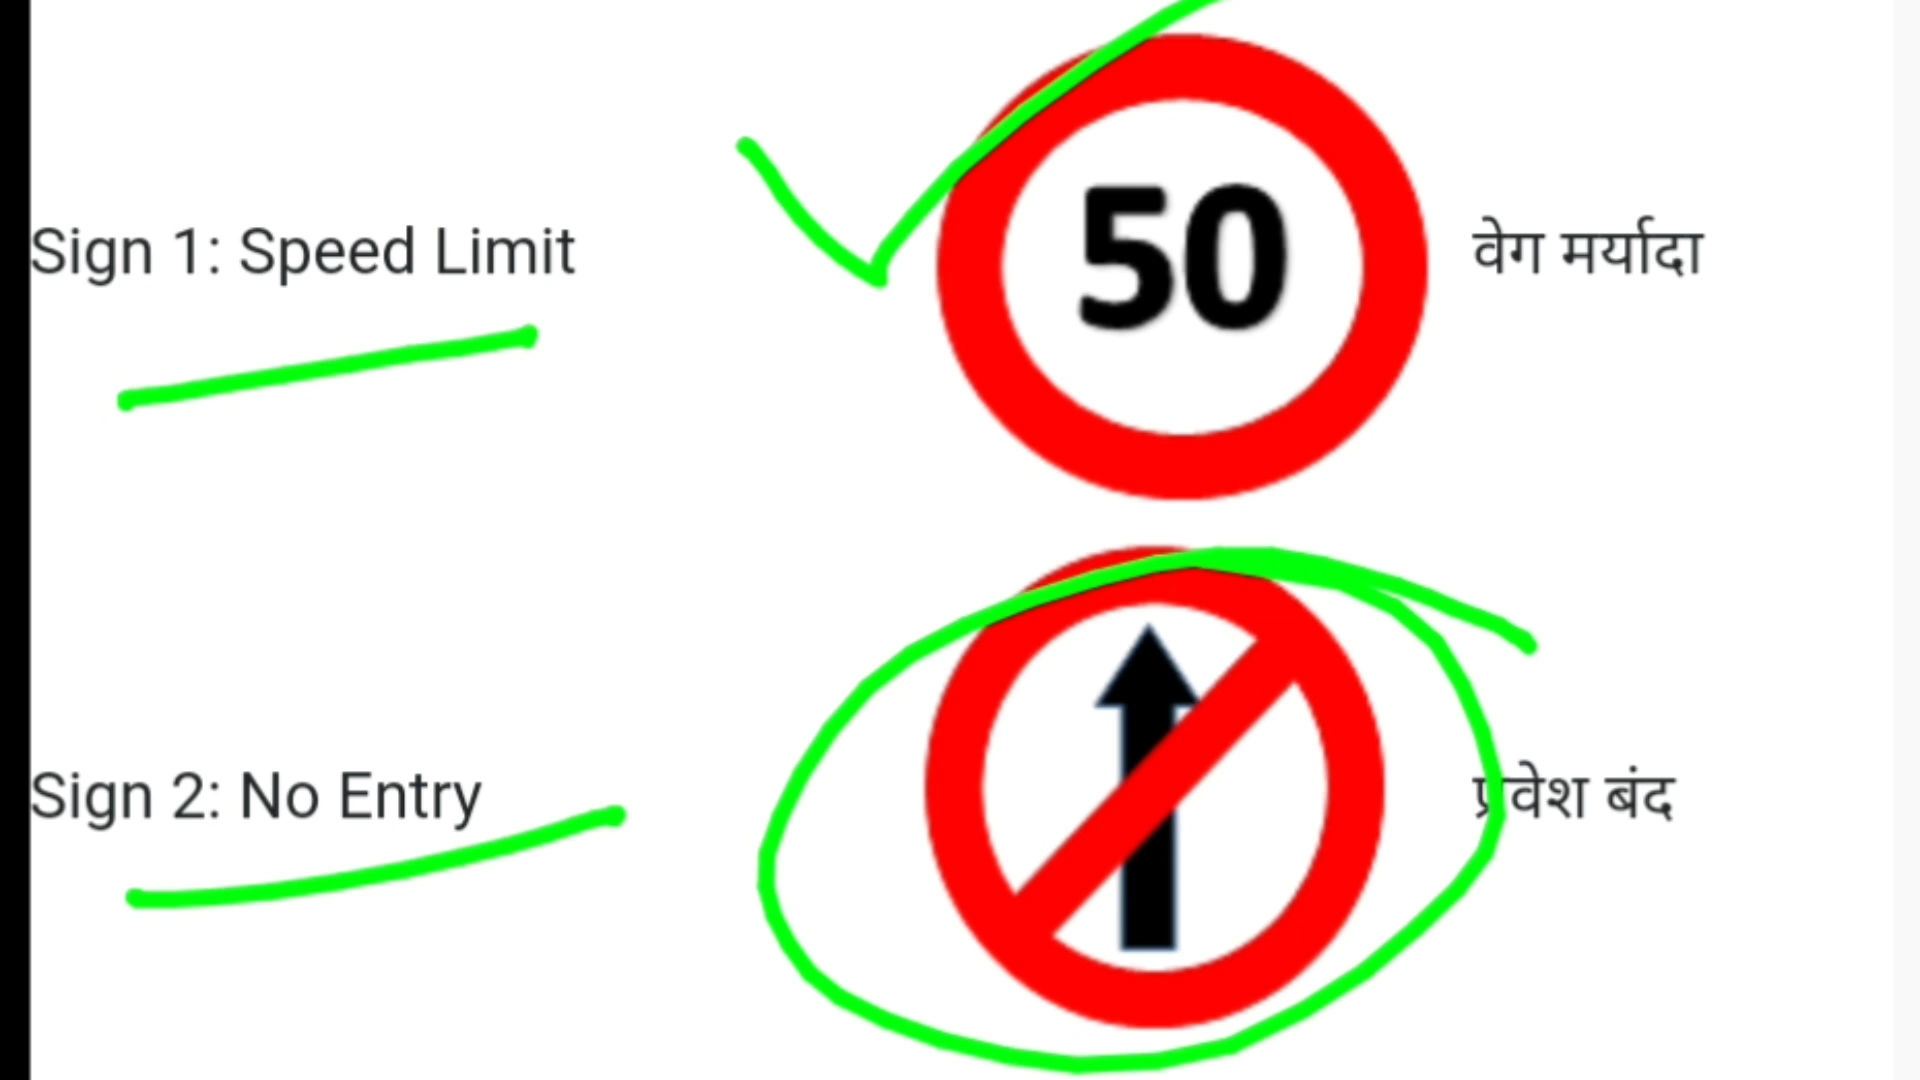 Sign 1: Speed Limit
50
वेग मर्यादा
Sign 2: No Entry
प्रवेश बंद